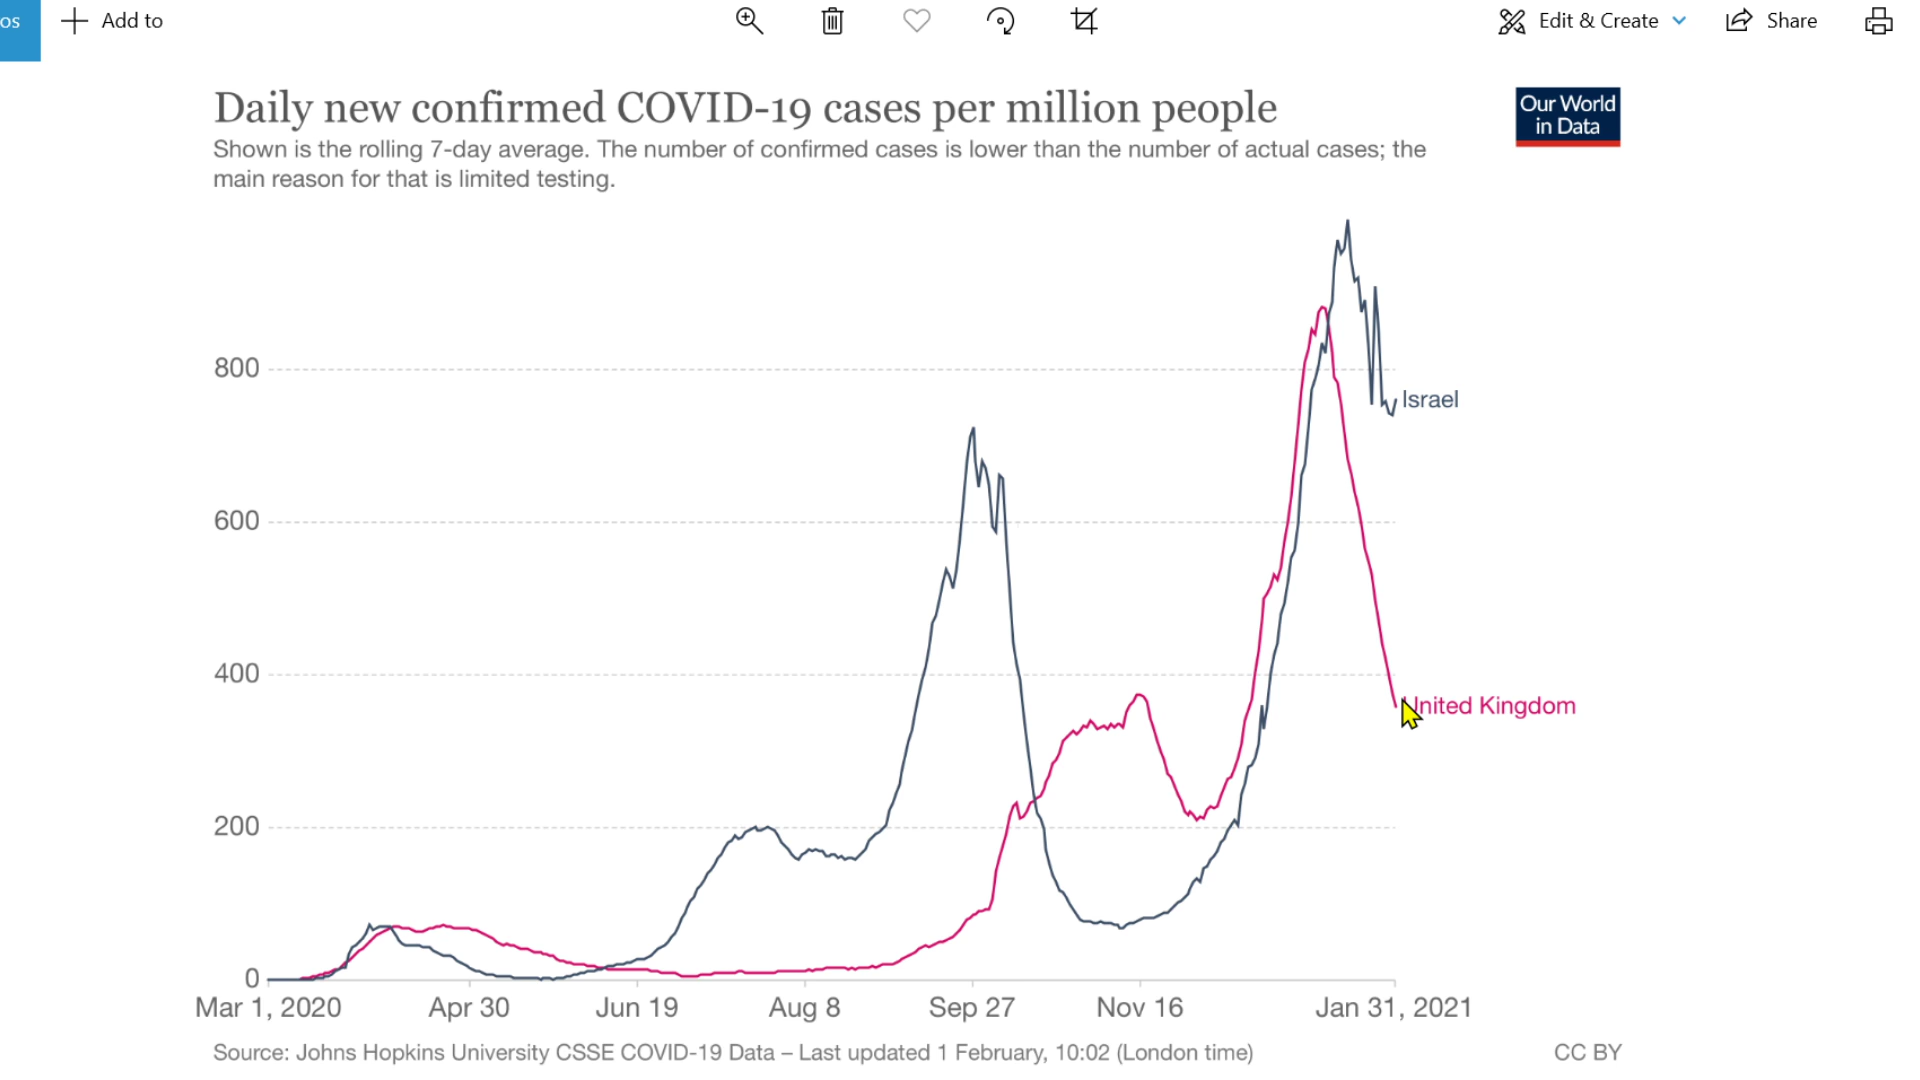 os
Add to
Edit & Create
Share
Daily new confirmed COVID-19 cases per million people
Our World
in Data
Shown is the rolling 7-day average. The number of confirmed cases is lower than the number of actual cases; the
main reason for that is limited testing.
800
Israel
600
400
United Kingdom
200
0
Mar 1, 2020
Apr 30
Jun 19
Aug 8
Sep 27
Nov 16
Jan 31, 2021
Source: Johns Hopkins University CSSE COVID-19 Data – Last updated 1 February, 10:02 (London time)
CC BY